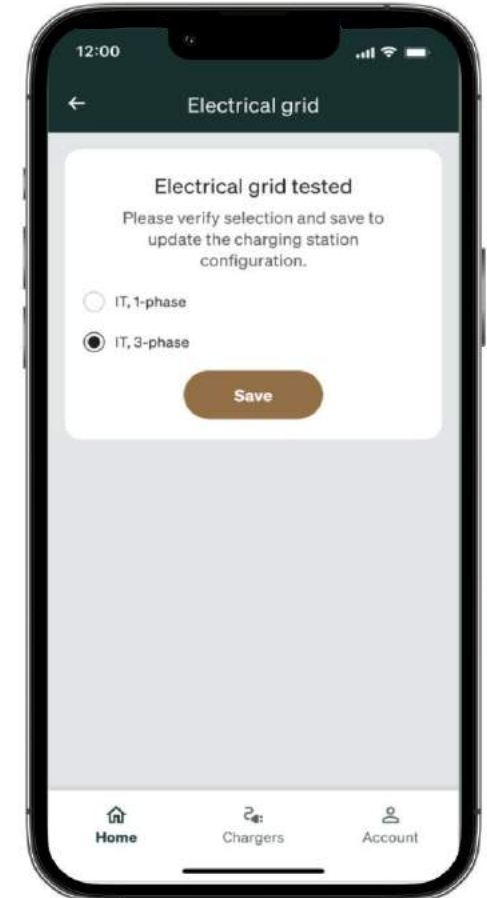 12:00
Electrical grid
Electrical grid tested
Please verify selection and save to
update the charging station
configuration.
IT, 1-phase
IT, 3-phase
Save
Home
Chargers
Account